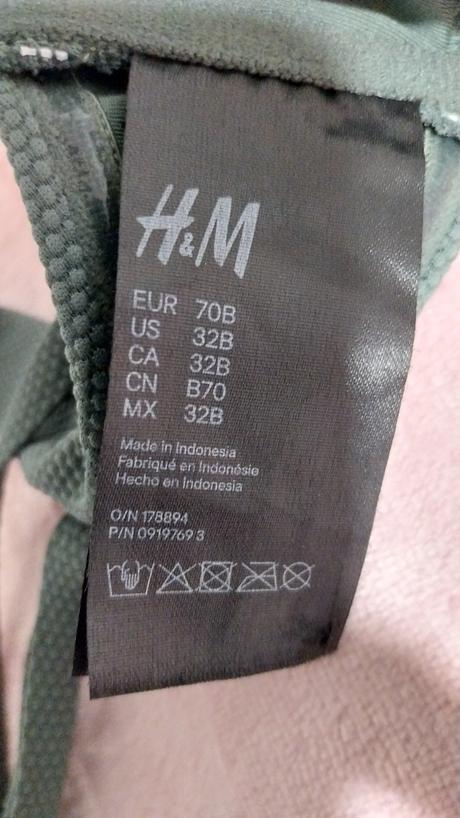 H&M
EUR 70B
US 32B
CA 32B
CN B70
MX 32B
Made in Indonesia
Fabriqué en Indonésie
Hecho en Indonesia
O/N 178894
P/N 0919769 3